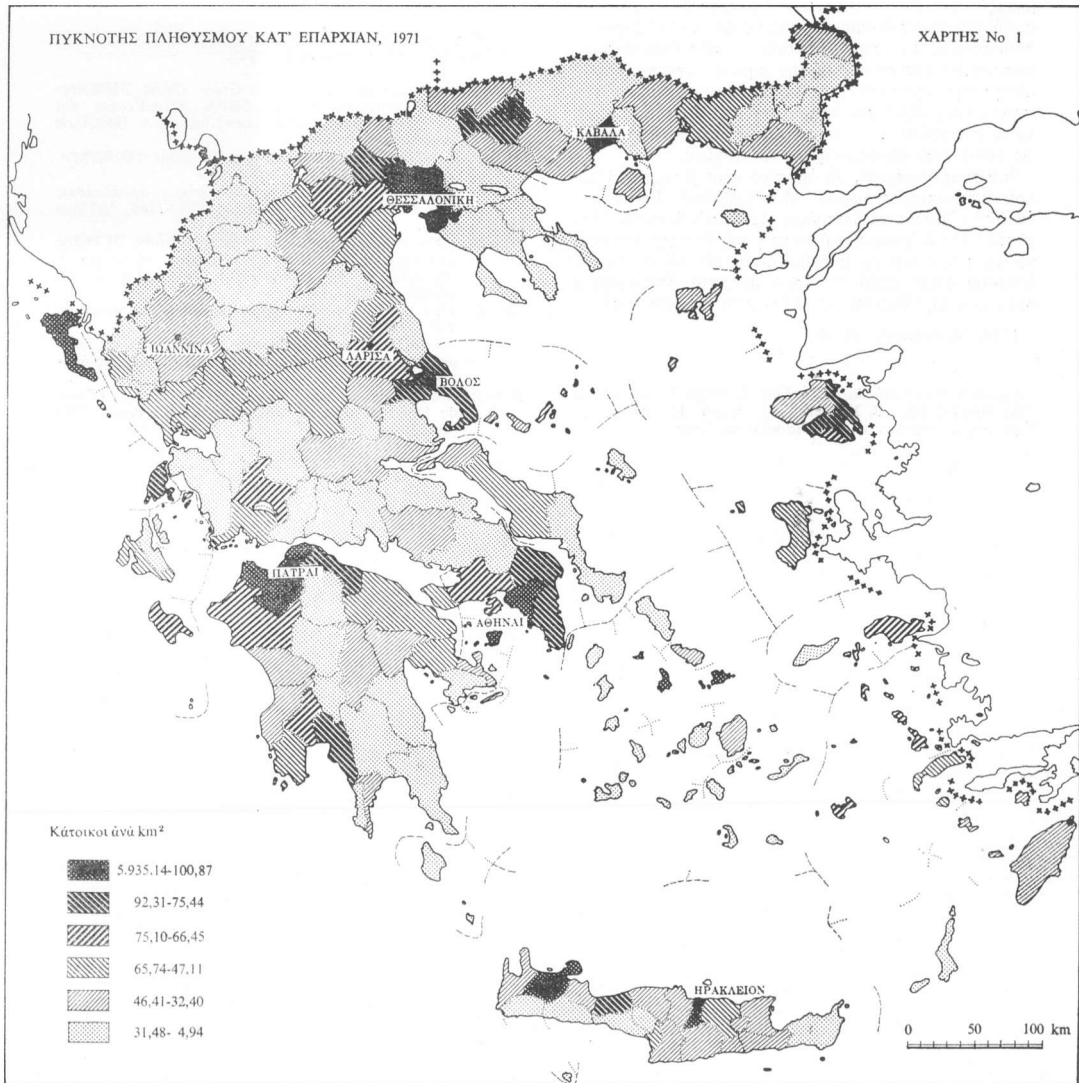 ΠΥΚΝΟΤΗΣ ΠΛΗΘΥΣΜΟΥ ΚΑΤ' ΕΠΑΡΧΙΑΝ, 1971
ΧΑΡΤΗΣ Νο 1
ΚΑΒΑΛΑ
ΘΕΣΣΑΛΟΝΙΚΗ
ΙΩΑΝΝΙΝΑ
ΛΑΡΙΣΑ
ΒΟΛΟΣ
ΠΑΤΡΑΙ
ΑΘΗΝΑΙ
Κάτοικοι ἀνά km²
5.935.14-100,87
92,31-75,44
75,10-66,45
65,74-47,11
46,41-32,40
31,48- 4,94
ΗΡΑΚΛΕΙΟΝ
0 50 100 km